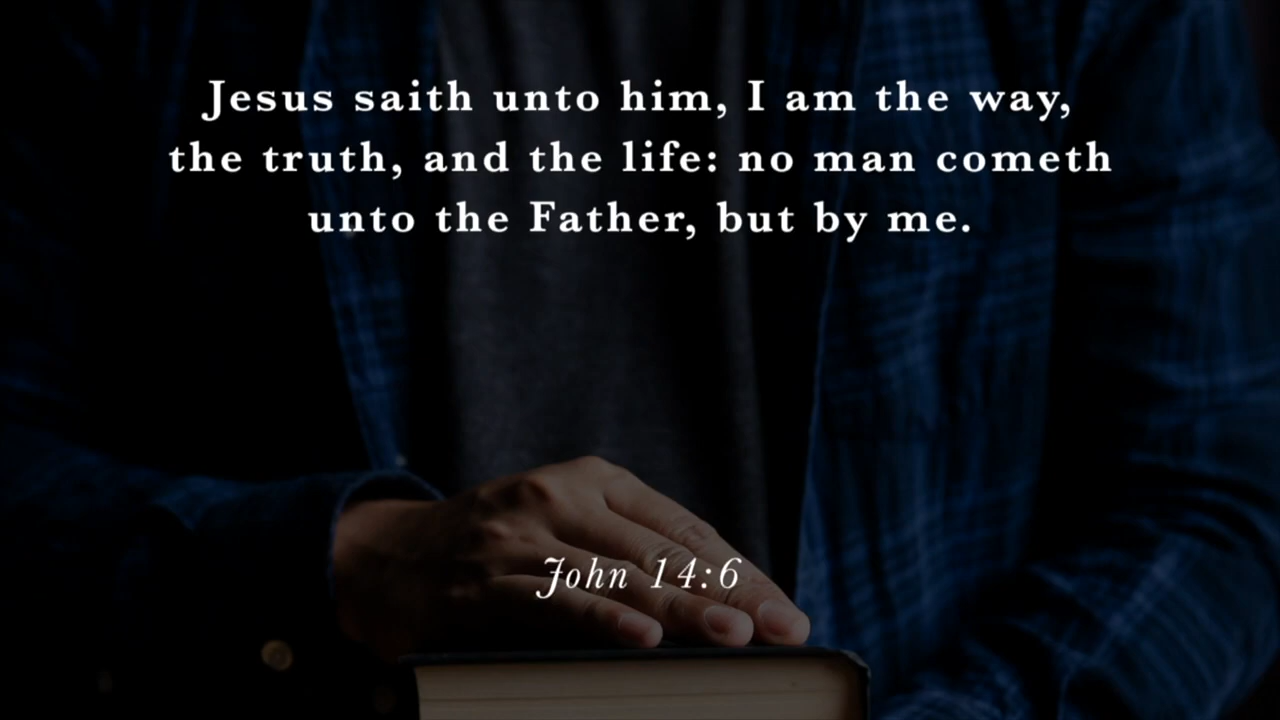 Jesus saith unto him, I am the way,
the truth, and the life: no man cometh
unto the Father, but by me.
John 14:6